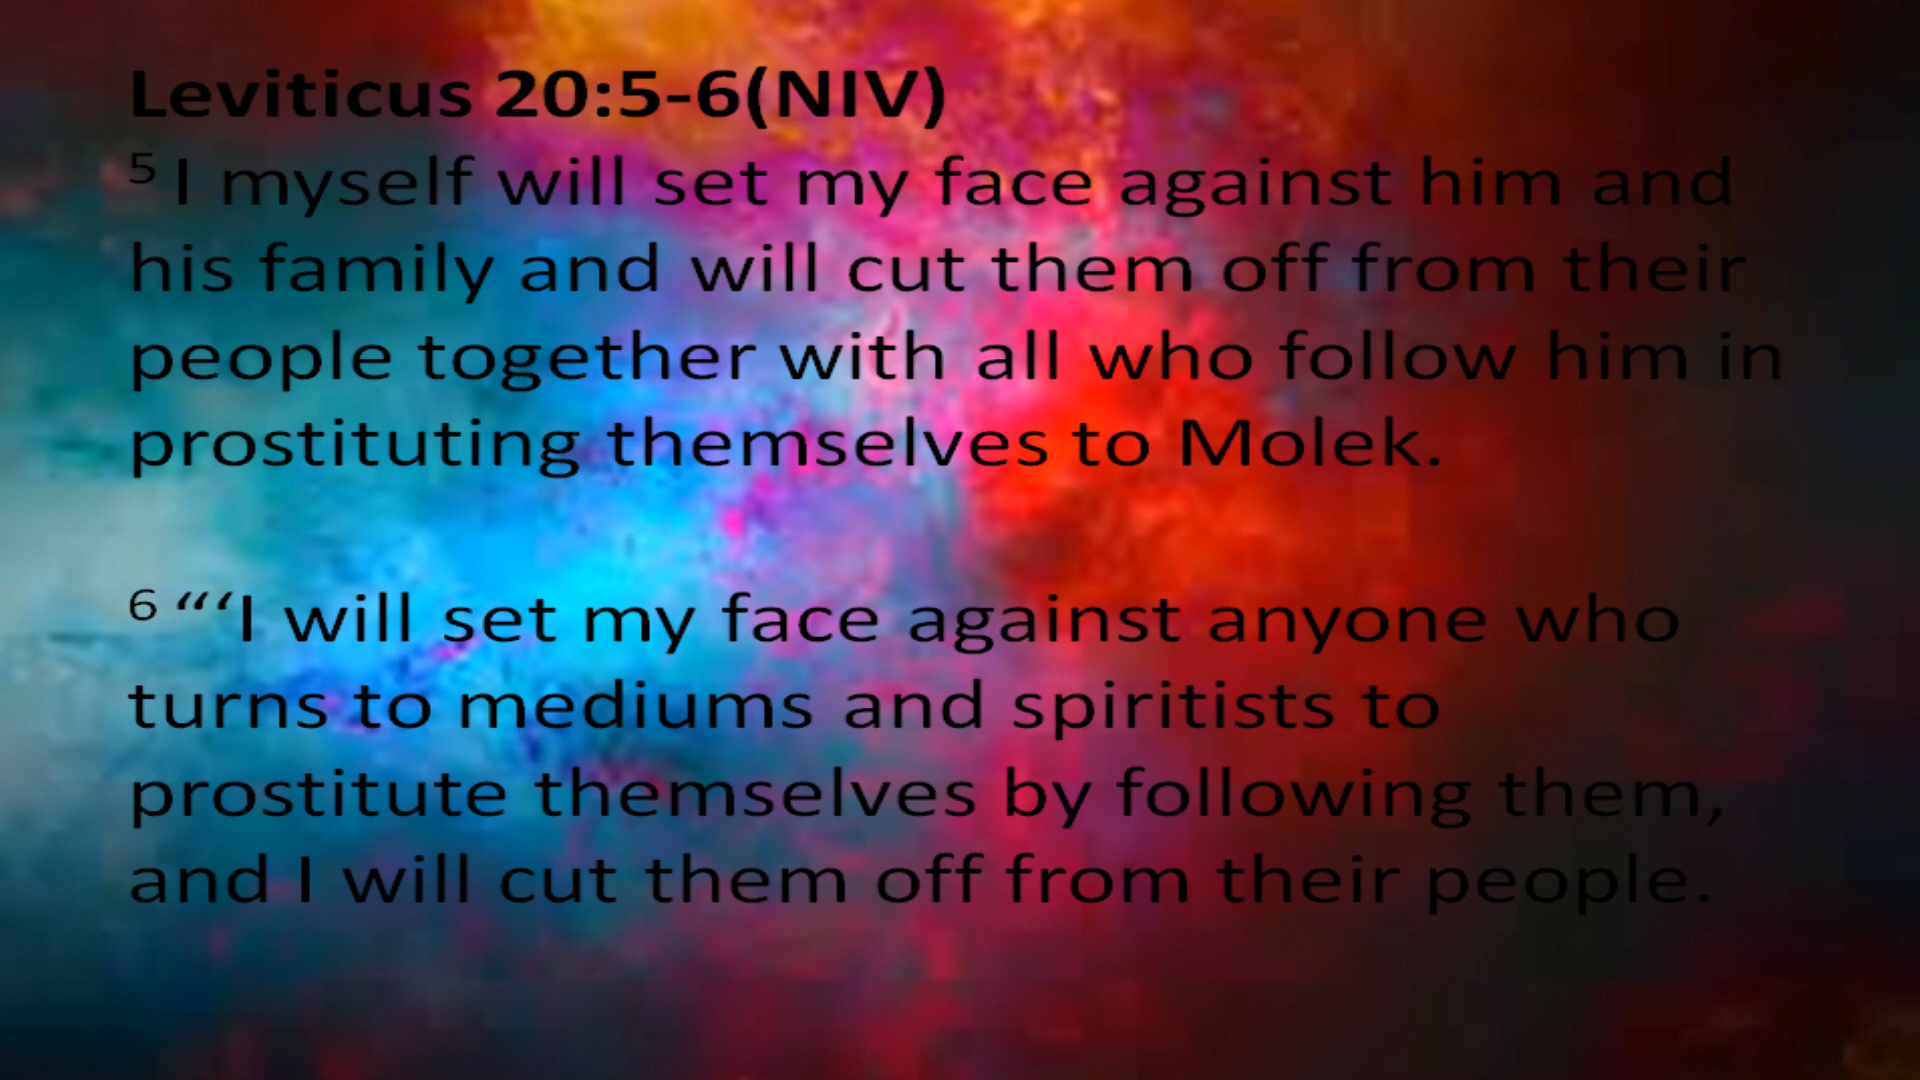 Leviticus 20:5-6(NIV)
5 I myself will set my face against him and
his family and will cut them off from their
people together with all who follow him in
prostituting themselves to Molek.
6 “‘I will set my face against anyone who
turns to mediums and spiritists to
prostitute themselves by following them,
and I will cut them off from their people.